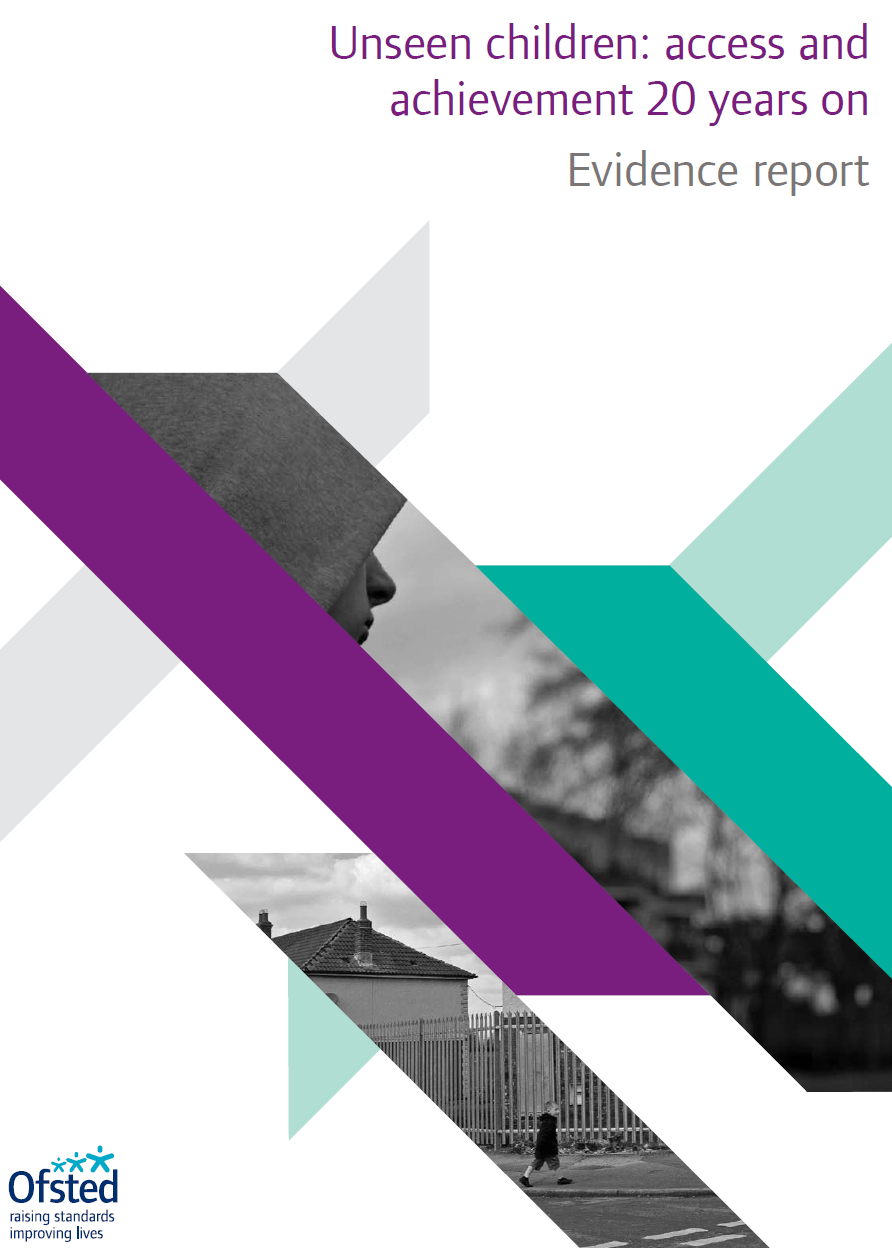 Unseen children: access and
achievement 20 years on
Evidence report
Ofsted
raising standards
improving lives